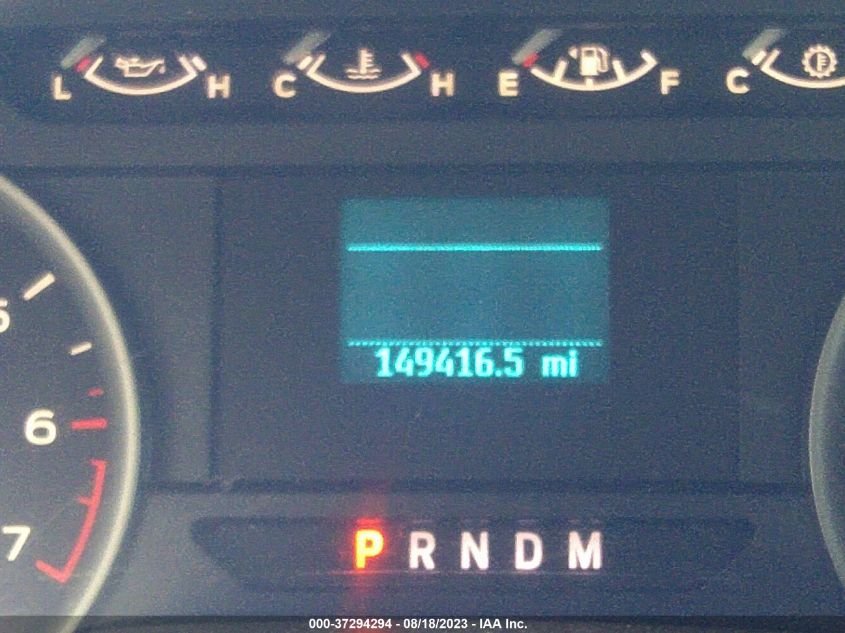 L H C H E F C
149416.5 mi
6
7
P R N D M
000-37294294 - 08/18/2023 - IAA Inc.